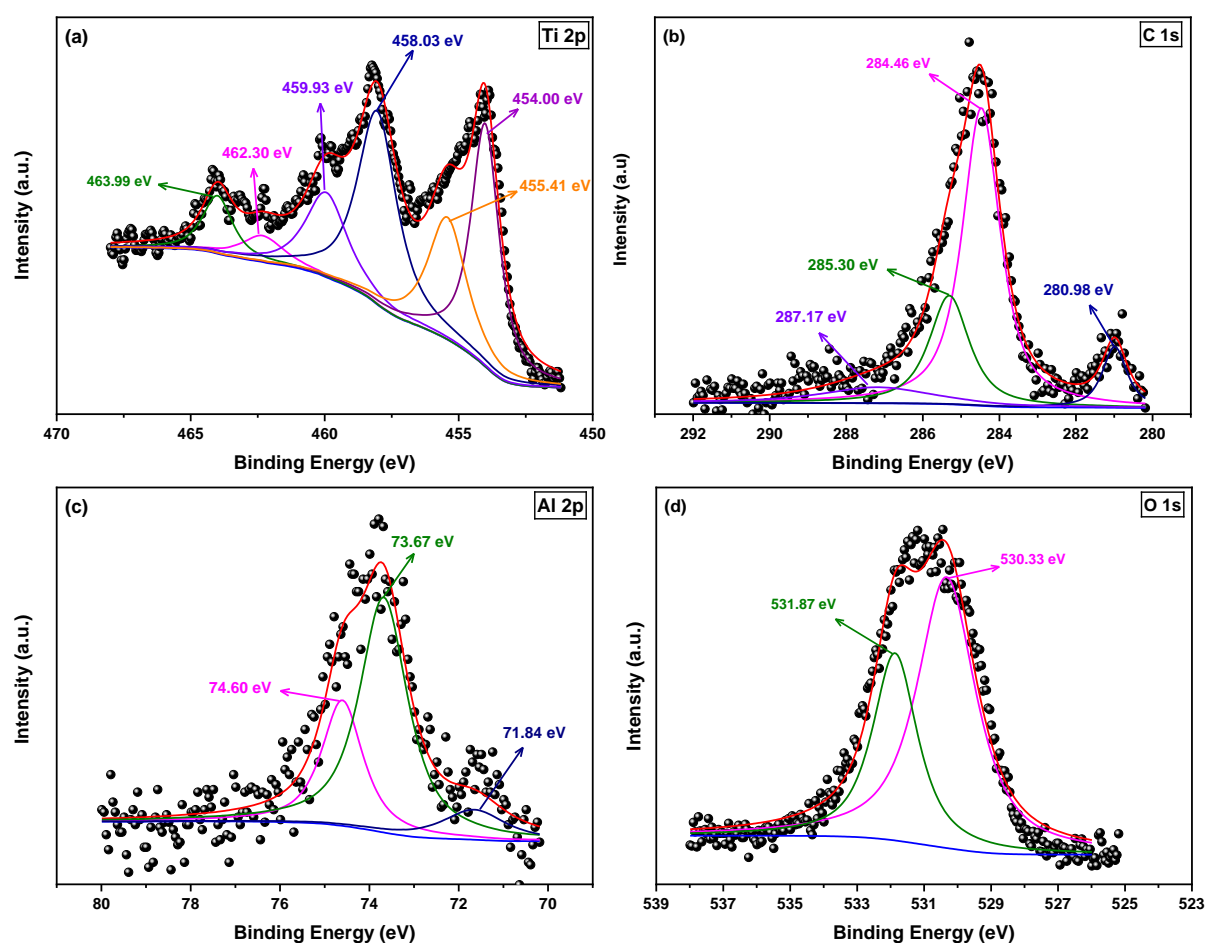 (a)
Ti 2p
458.03 eV
459.93 eV
454.00 eV
462.30 eV
463.99 eV
455.41 eV
Intensity (a.u.)
470 465 460 455 450
Binding Energy (eV)
(b)
C 1s
284.46 eV
285.30 eV
280.98 eV
287.17 eV
Intensity (a.u)
292 290 288 286 284 282 280
Binding Energy (eV)
(c)
Al 2p
73.67 eV
74.60 eV
71.84 eV
Intensity (a.u.)
80 78 76 74 72 70
Binding Energy (eV)
(d)
O 1s
530.33 eV
531.87 eV
Intensity (a.u.)
539 537 535 533 531 529 527 525 523
Binding Energy (eV)